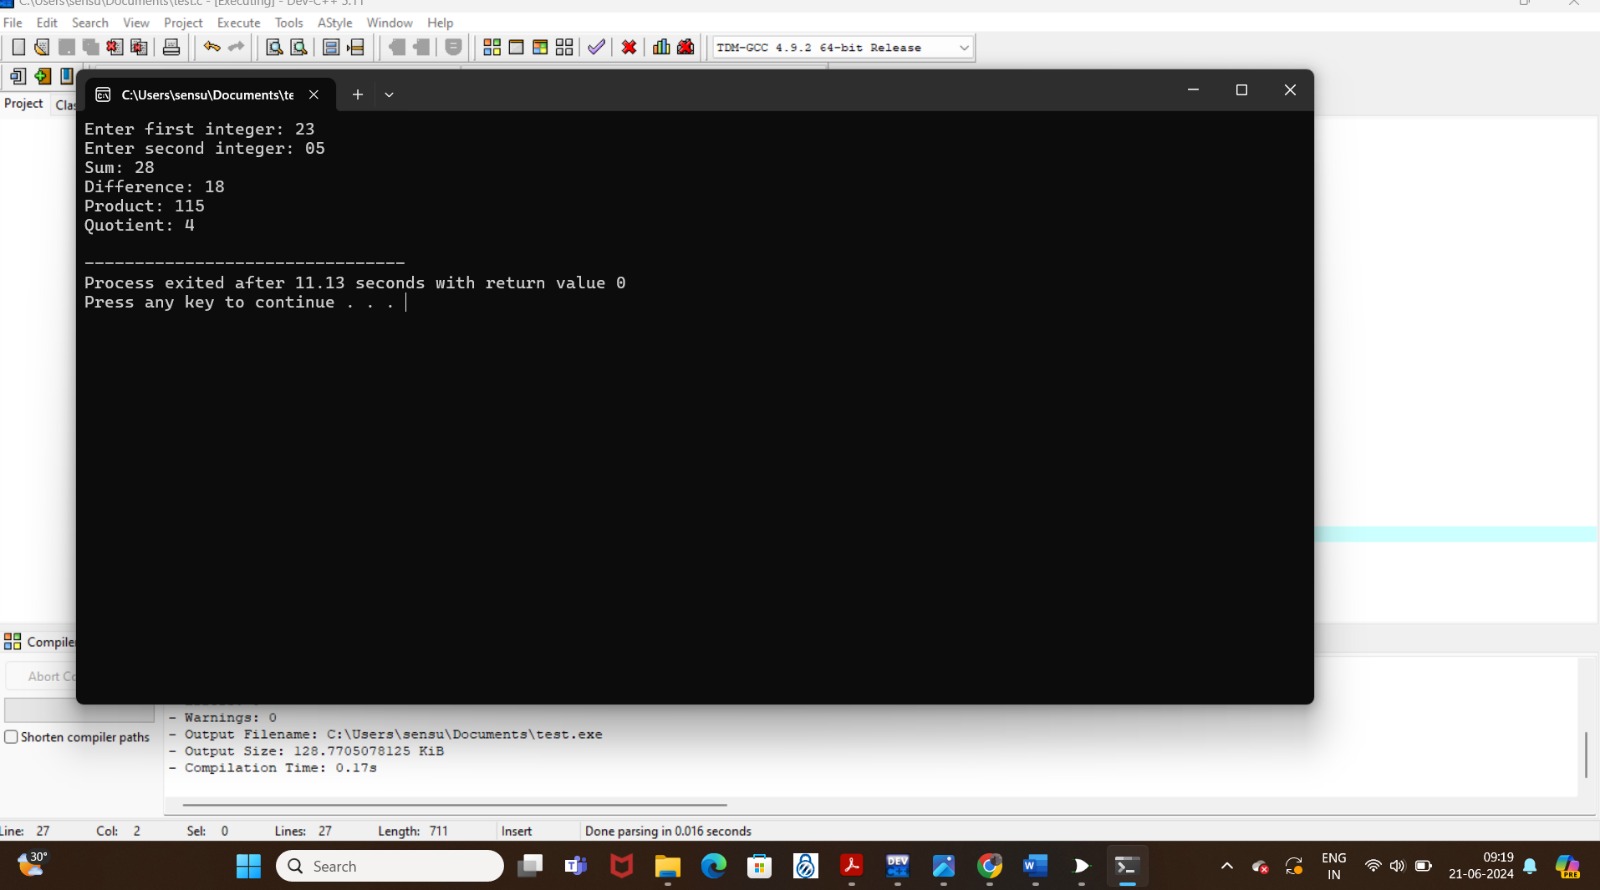 C:\Users\sensu\Documents\test.c - [Executing] - Dev-C++ 5.11
File Edit Search View Project Execute Tools AStyle Window Help
TDM-GCC 4.9.2 64-bit Release
Project Clas
C:\Users\sensu\Documents\te
Enter first integer: 23
Enter second integer: 05
Sum: 28
Difference: 18
Product: 115
Quotient: 4
--------------------------------
Process exited after 11.13 seconds with return value 0
Press any key to continue . . .
Compiler
Abort Co
Shorten compiler paths
- Warnings: 0
- Output Filename: C:\Users\sensu\Documents\test.exe
- Output Size: 128.7705078125 KiB
- Compilation Time: 0.17s
Line: 27 Col: 2 Sel: 0 Lines: 27 Length: 711 Insert Done parsing in 0.016 seconds
30°
Search
DEV
ENG
IN
09:19
21-06-2024
PRE